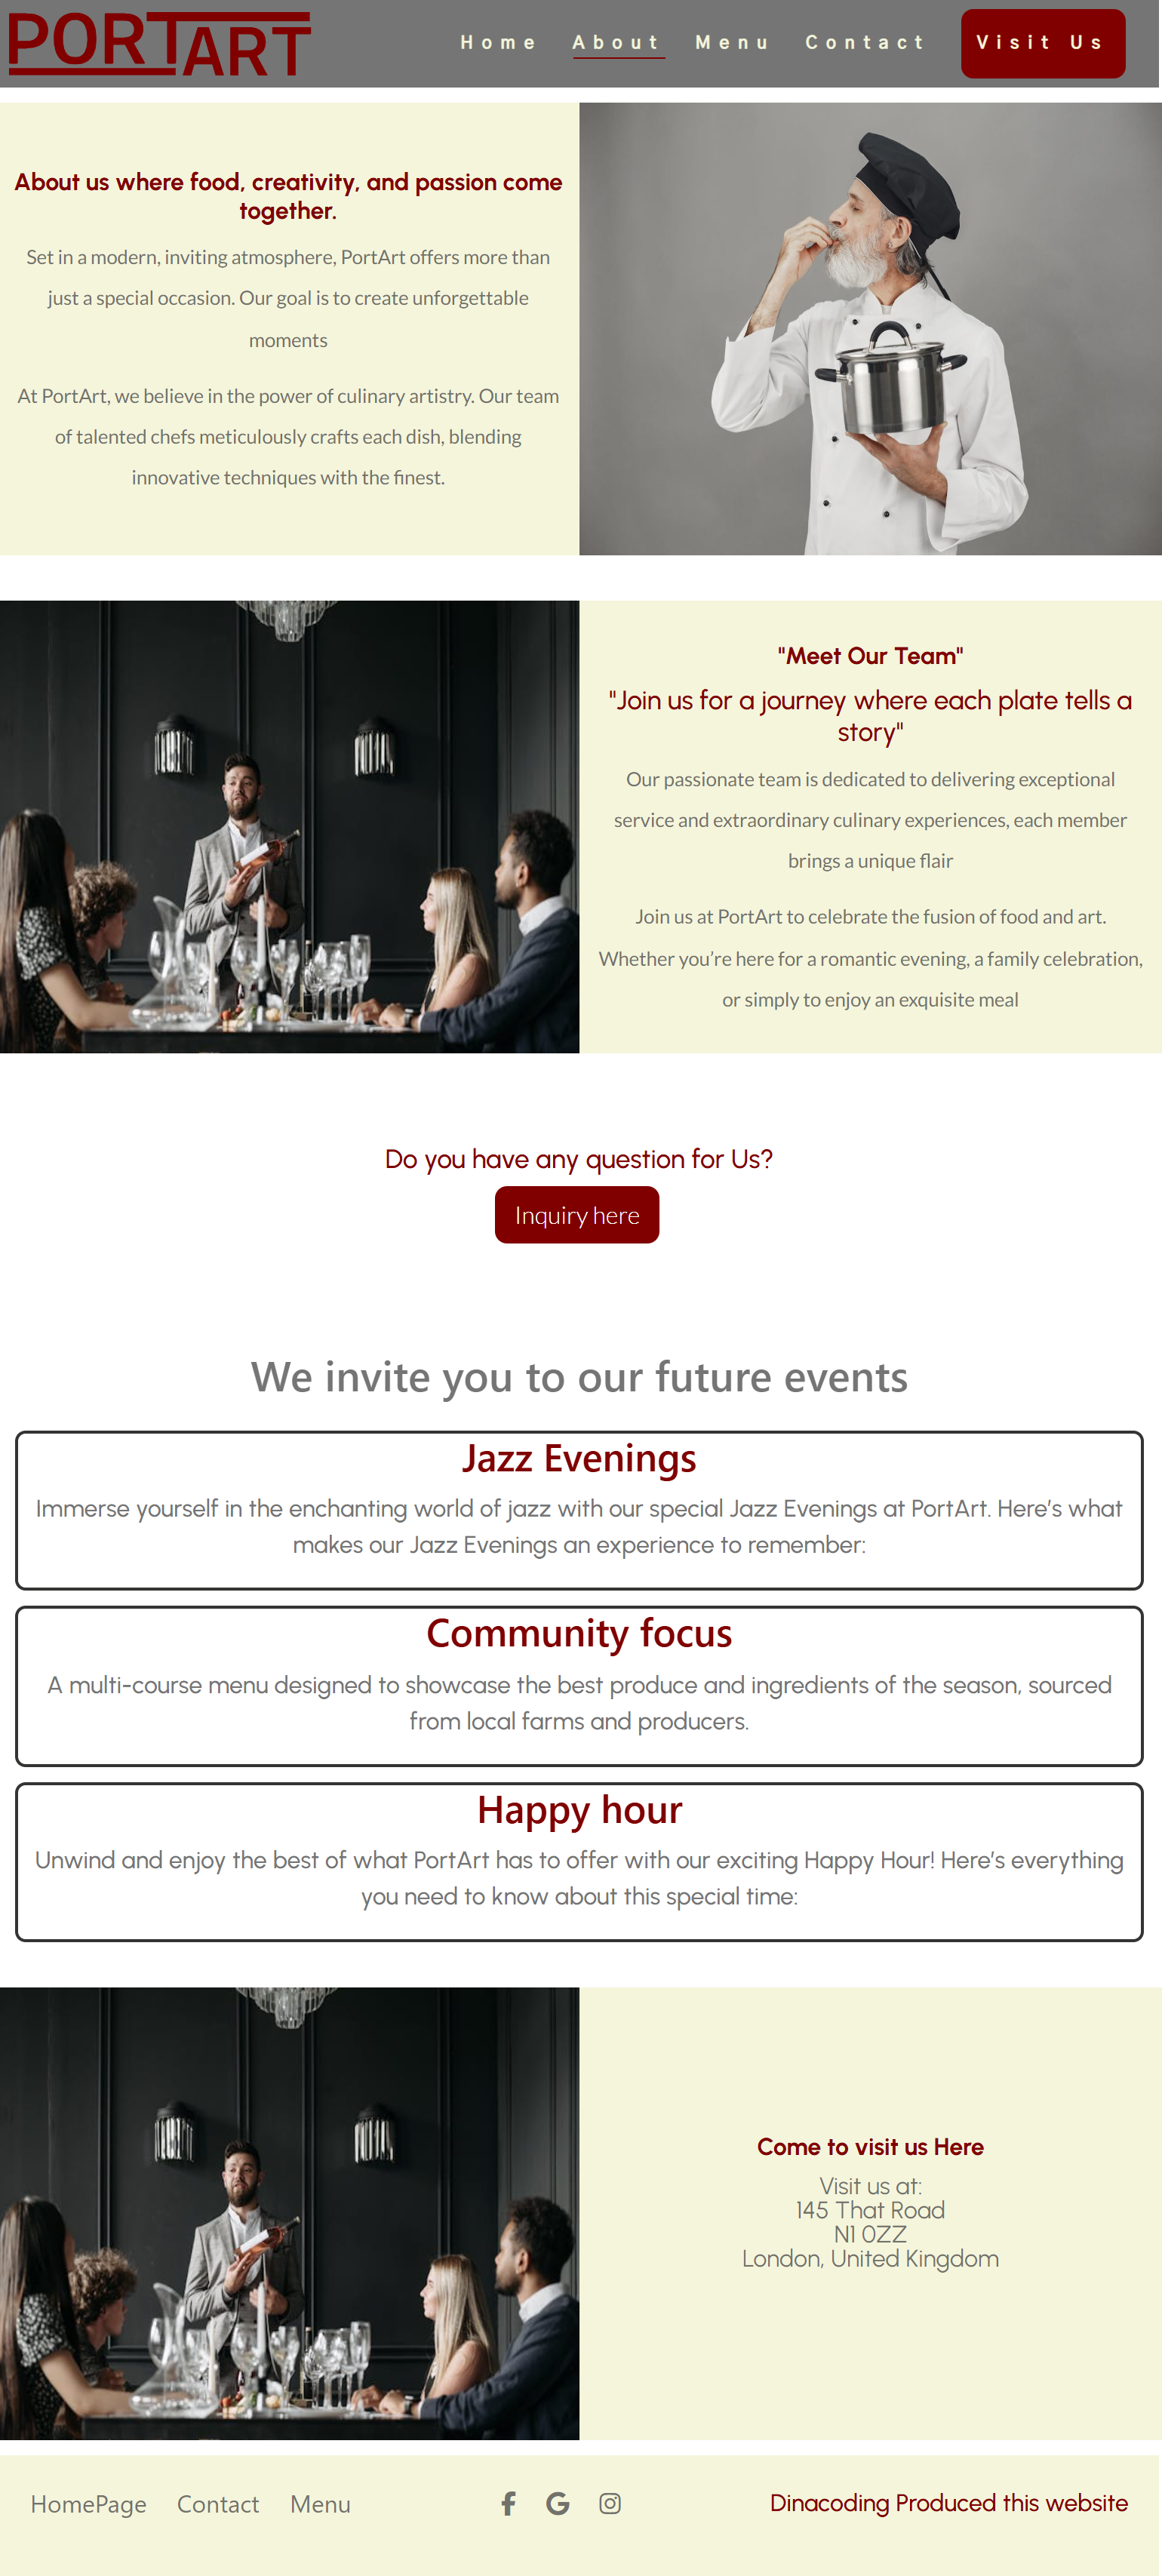 PORTART
Home About Menu Contact Visit Us
About us where food, creativity, and passion come
together.
Set in a modern, inviting atmosphere, PortArt offers more than
just a special occasion. Our goal is to create unforgettable
moments
At PortArt, we believe in the power of culinary artistry. Our team
of talented chefs meticulously crafts each dish, blending
innovative techniques with the finest.
"Meet Our Team"
"Join us for a journey where each plate tells a
story"
Our passionate team is dedicated to delivering exceptional
service and extraordinary culinary experiences, each member
brings a unique flair
Join us at PortArt to celebrate the fusion of food and art.
Whether you’re here for a romantic evening, a family celebration,
or simply to enjoy an exquisite meal
Do you have any question for Us?
Inquiry here
We invite you to our future events
Jazz Evenings
Immerse yourself in the enchanting world of jazz with our special Jazz Evenings at PortArt. Here’s what
makes our Jazz Evenings an experience to remember:
Community focus
A multi-course menu designed to showcase the best produce and ingredients of the season, sourced
from local farms and producers.
Happy hour
Unwind and enjoy the best of what PortArt has to offer with our exciting Happy Hour! Here’s everything
you need to know about this special time:
Come to visit us Here
Visit us at:
145 That Road
N1 0ZZ
London, United Kingdom
HomePage Contact Menu
Dinacoding Produced this website